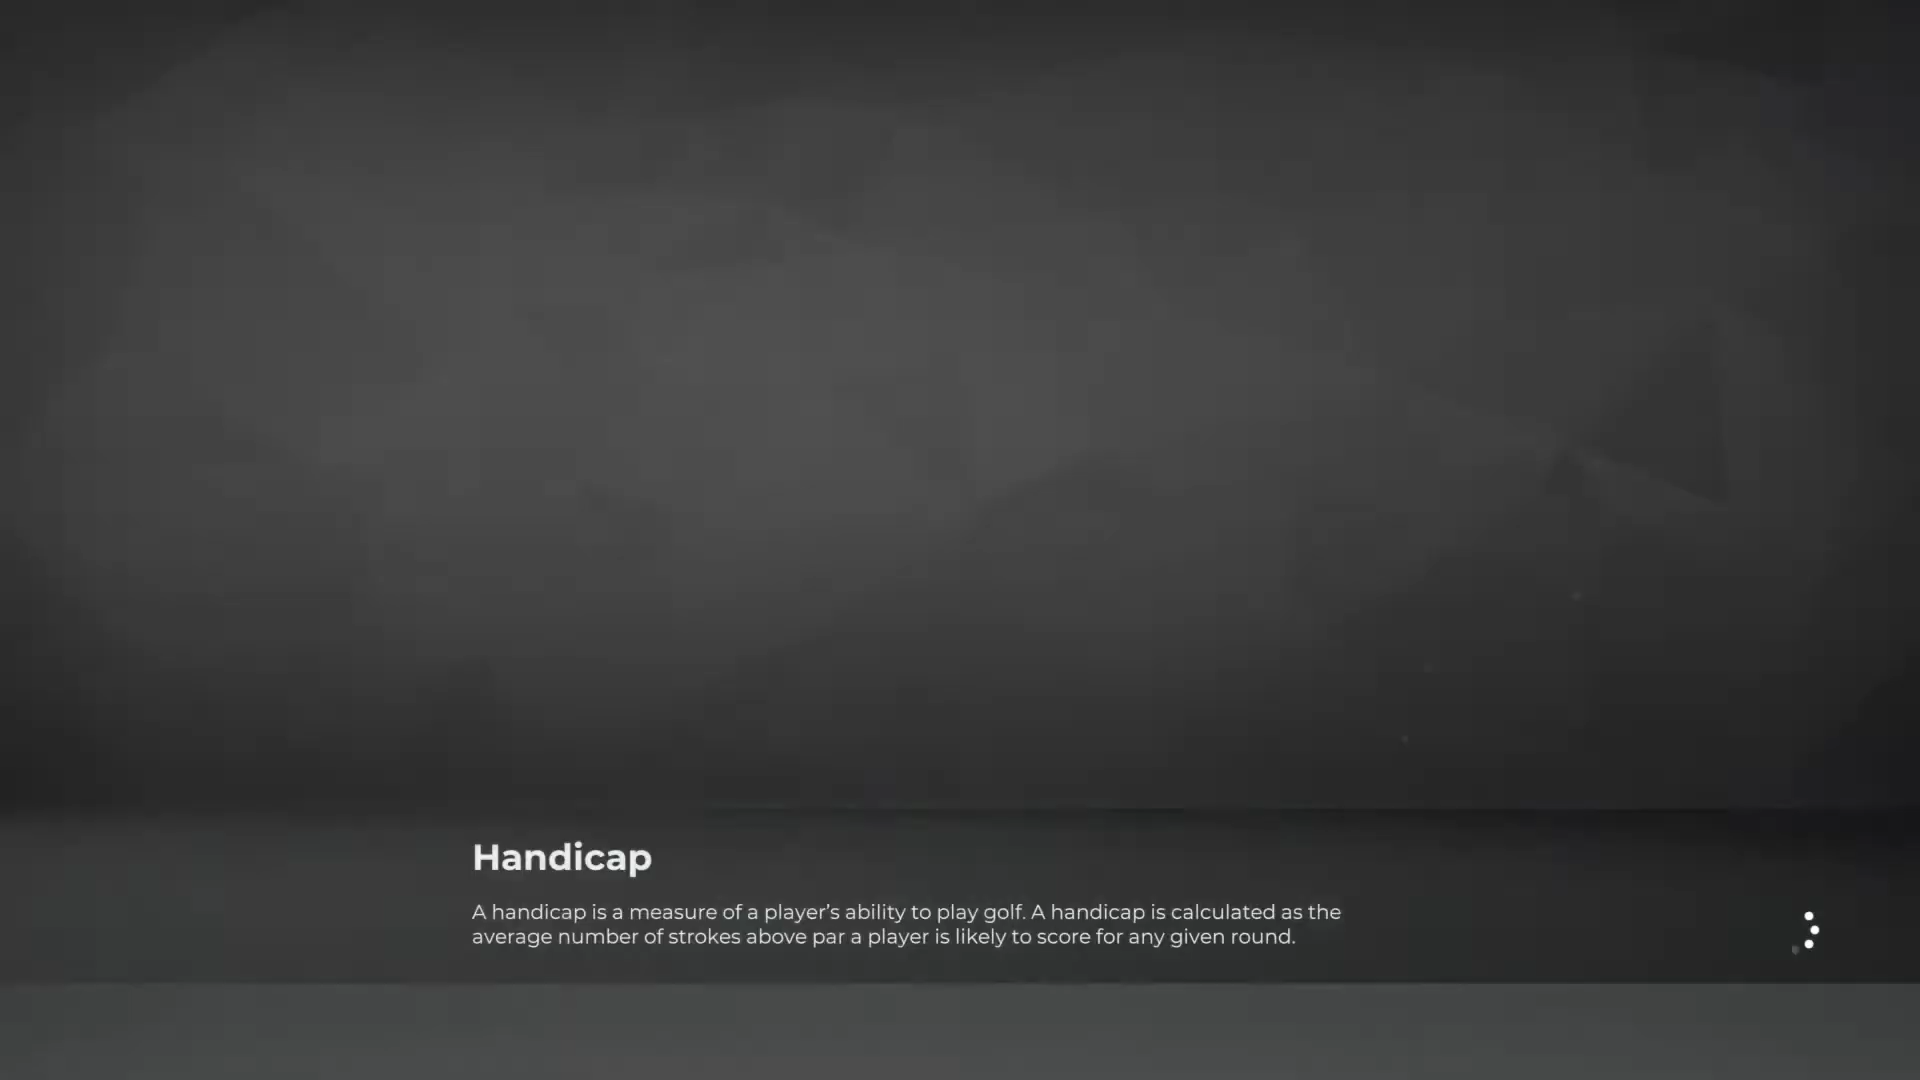 Handicap
A handicap is a measure of a player’s ability to play golf. A handicap is calculated as the
average number of strokes above par a player is likely to score for any given round.